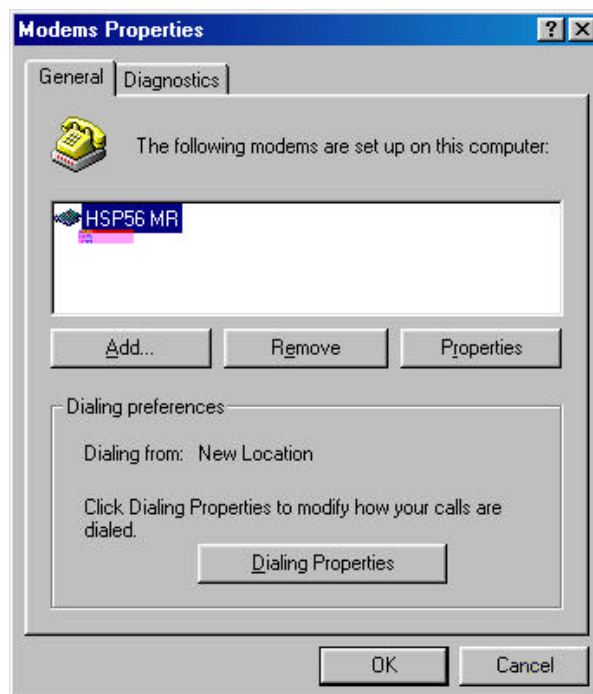 Modems Properties
General
Diagnostics
The following modems are set up on this computer:
HSP56 MR
Add...
Remove
Properties
Dialing preferences
Dialing from: New Location
Click Dialing Properties to modify how your calls are
dialed.
Dialing Properties
OK
Cancel